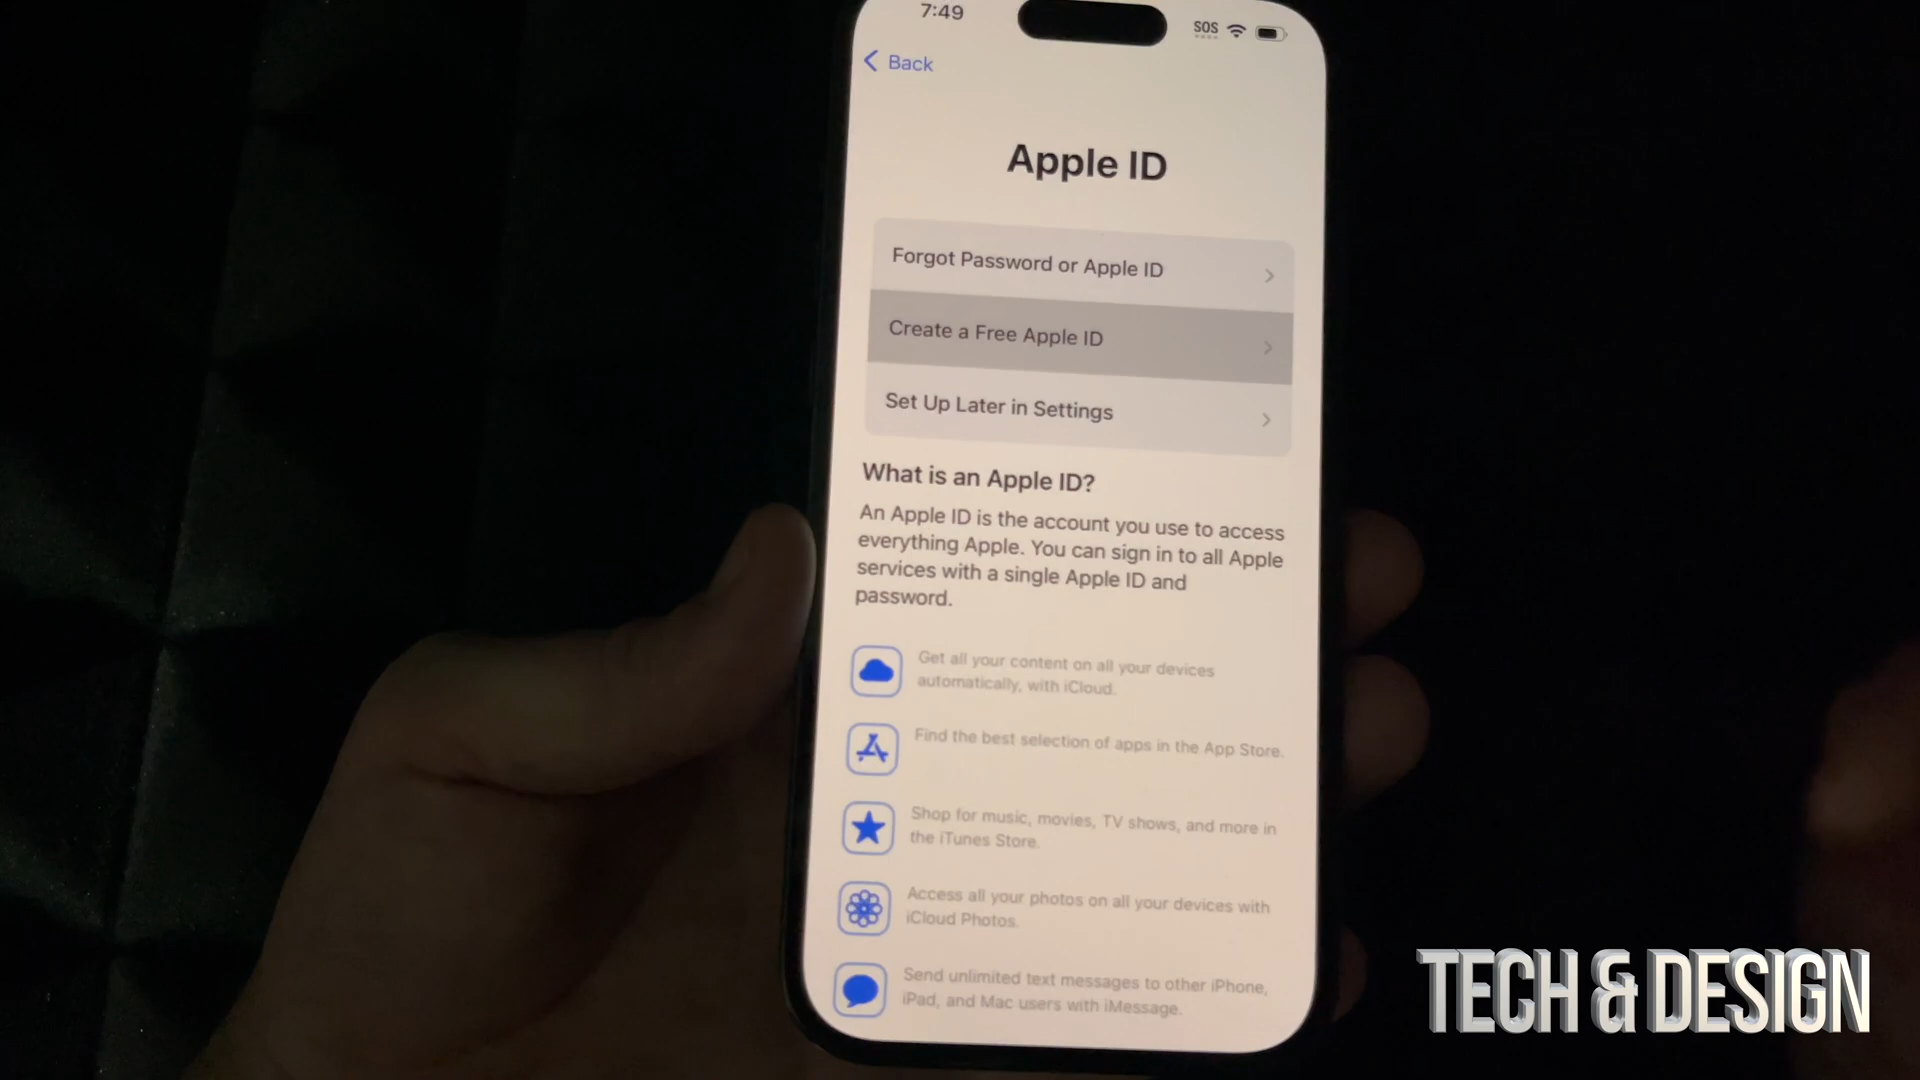 7:49
SOS
Back
Apple ID
Forgot Password or Apple ID
Create a Free Apple ID
Set Up Later in Settings
What is an Apple ID?
An Apple ID is the account you use to access
everything Apple. You can sign in to all Apple
services with a single Apple ID and
password.
Get all your content on all your devices
automatically, with iCloud.
Find the best selection of apps in the App Store.
Shop for music, movies, TV shows, and more in
the iTunes Store.
Access all your photos on all your devices with
iCloud Photos.
Send unlimited text messages to other iPhone,
iPad, and Mac users with iMessage.
TECH & DESIGN